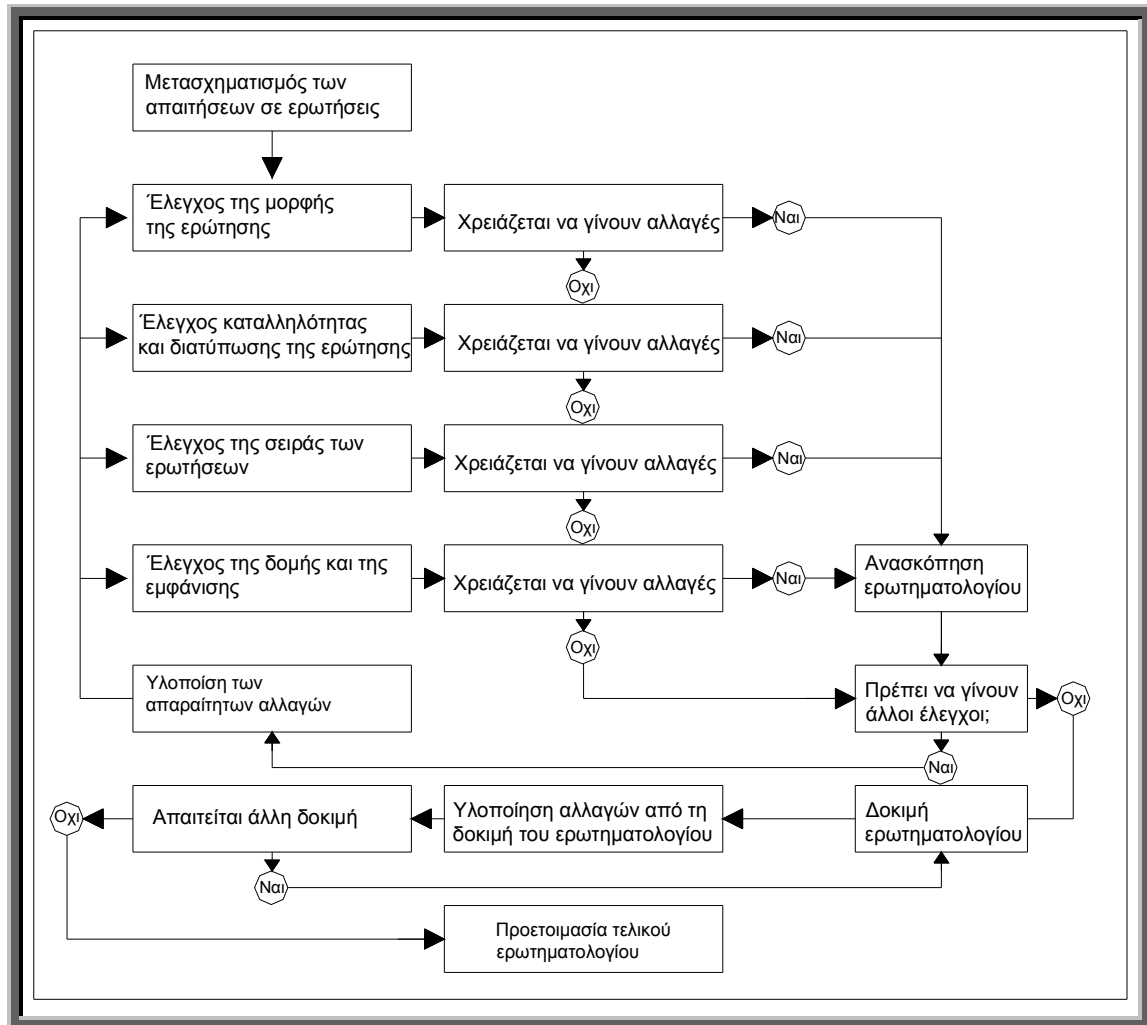 Μετασχηματισμός των
απαιτήσεων σε ερωτήσεις
Έλεγχος της μορφής
της ερώτησης
Χρειάζεται να γίνουν αλλαγές
Ναι
Οχι
Έλεγχος καταλληλότητας
και διατύπωσης της ερώτησης
Χρειάζεται να γίνουν αλλαγές
Ναι
Οχι
Έλεγχος της σειράς των
ερωτήσεων
Χρειάζεται να γίνουν αλλαγές
Ναι
Οχι
Έλεγχος της δομής και της
εμφάνισης
Χρειάζεται να γίνουν αλλαγές
Ναι
Ανασκόπηση
ερωτηματολογίου
Οχι
Υλοποίση των
απαραίτητων αλλαγών
Πρέπει να γίνουν
άλλοι έλεγχοι;
Οχι
Ναι
Οχι
Απαιτείται άλλη δοκιμή
Υλοποίηση αλλαγών από τη
δοκιμή του ερωτηματολογίου
Δοκιμή
ερωτηματολογίου
Ναι
Προετοιμασία τελικού
ερωτηματολογίου